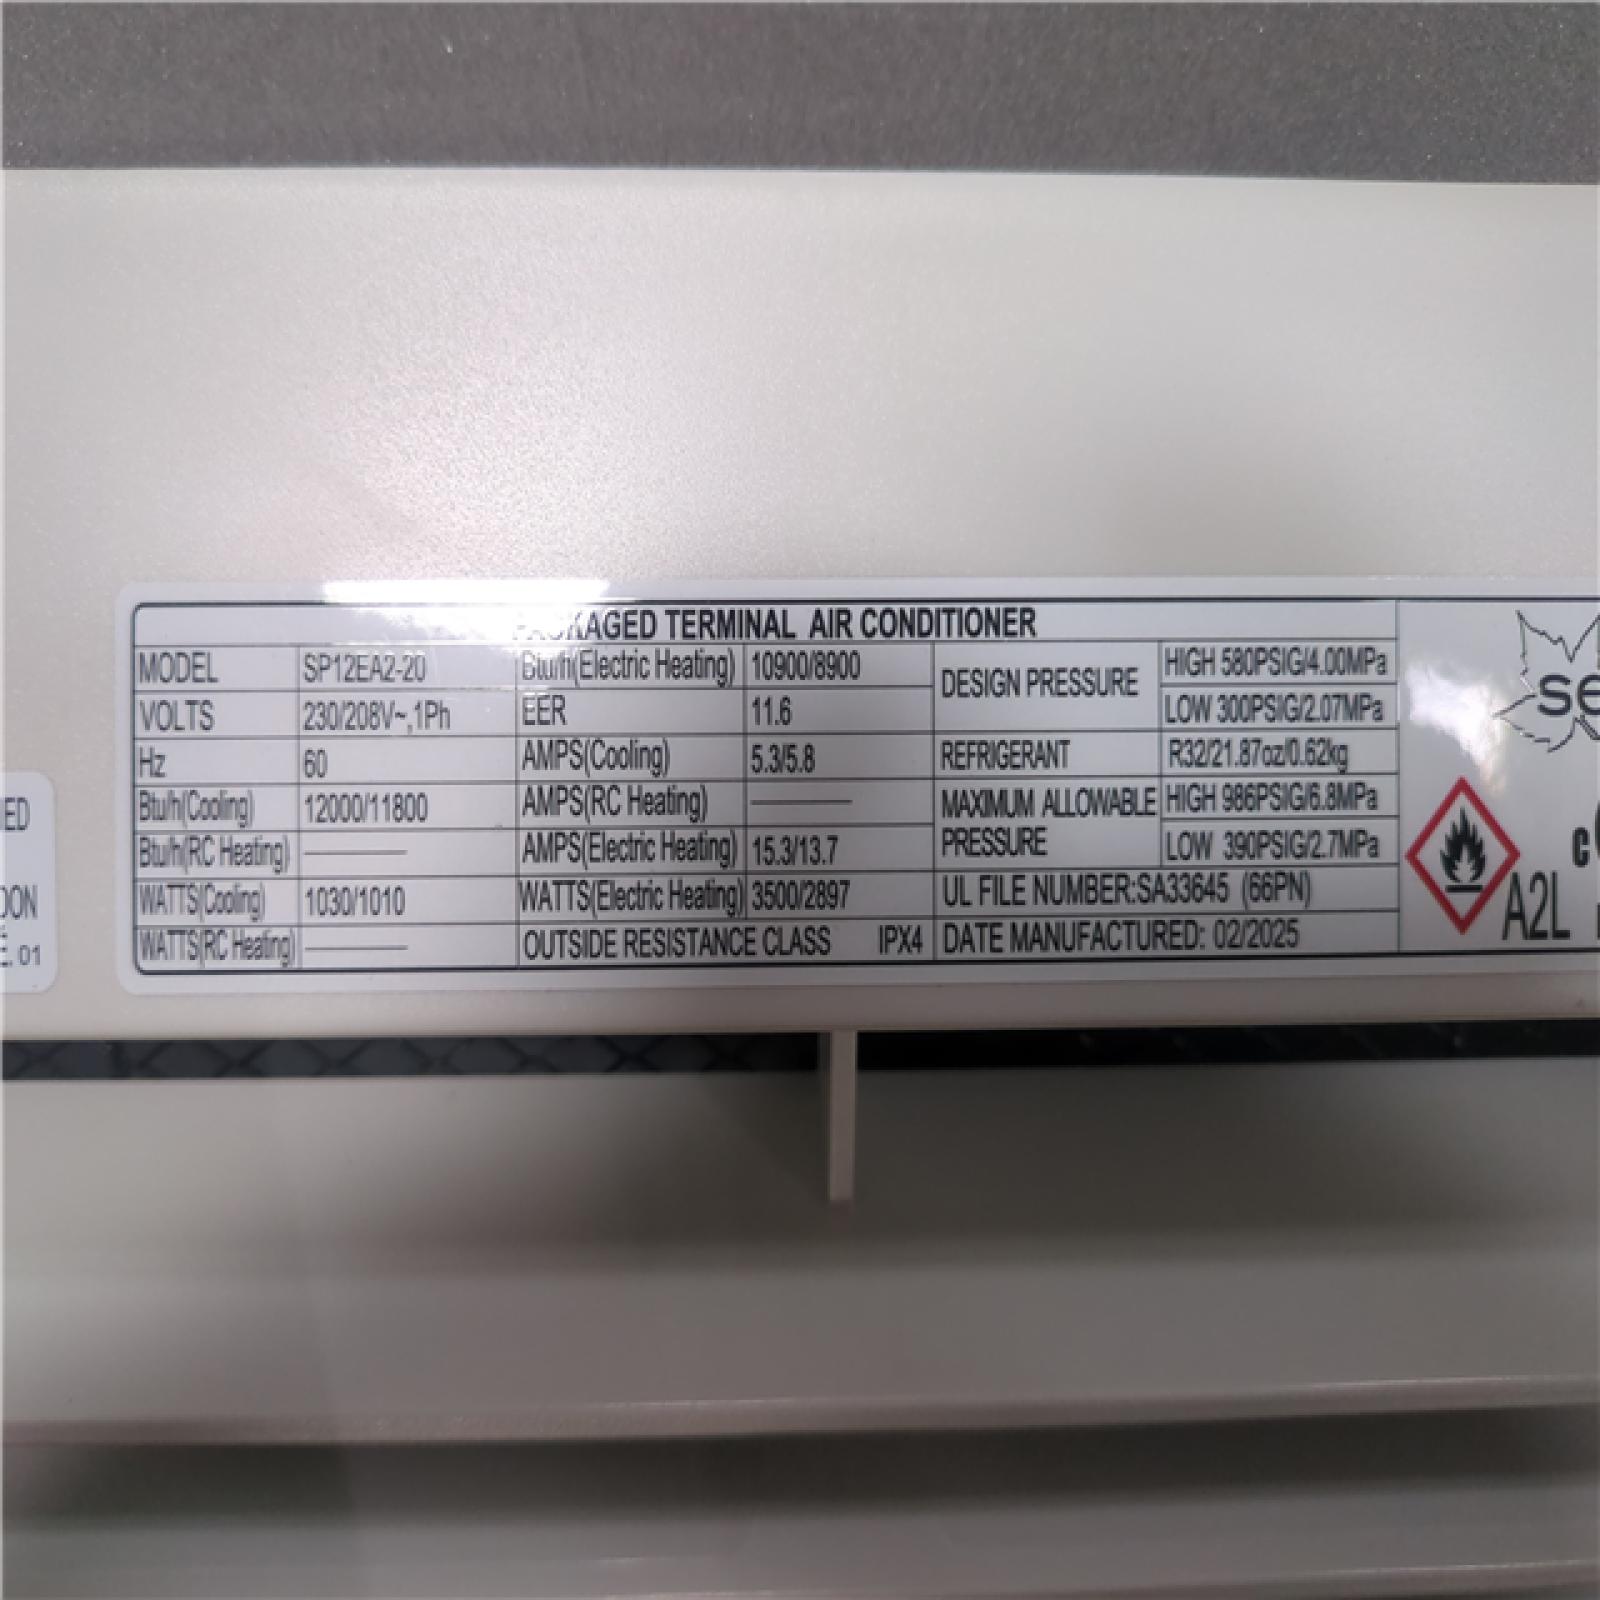 PACKAGED TERMINAL AIR CONDITIONER
MODEL SP12EA2-20 Btu/h(Electric Heating) 10900/8900 DESIGN PRESSURE HIGH 580PSIG/4.00MPa
VOLTS 230/208V~,1Ph EER 11.6 LOW 300PSIG/2.07MPa
Hz 60 AMPS(Cooling) 5.3/5.8 REFRIGERANT R32/21.87oz/0.62kg
Btu/h(Cooling) 12000/11800 AMPS(RC Heating) ——— MAXIMUM ALLOWABLE PRESSURE HIGH 986PSIG/6.8MPa
Btu/h(RC Heating) ——— AMPS(Electric Heating) 15.3/13.7 LOW 390PSIG/2.7MPa
WATTS(Cooling) 1030/1010 WATTS(Electric Heating) 3500/2897 UL FILE NUMBER:SA33645 (66PN)
WATTS(RC Heating) ——— OUTSIDE RESISTANCE CLASS IPX4 DATE MANUFACTURED: 02/2025
A2L
c
01